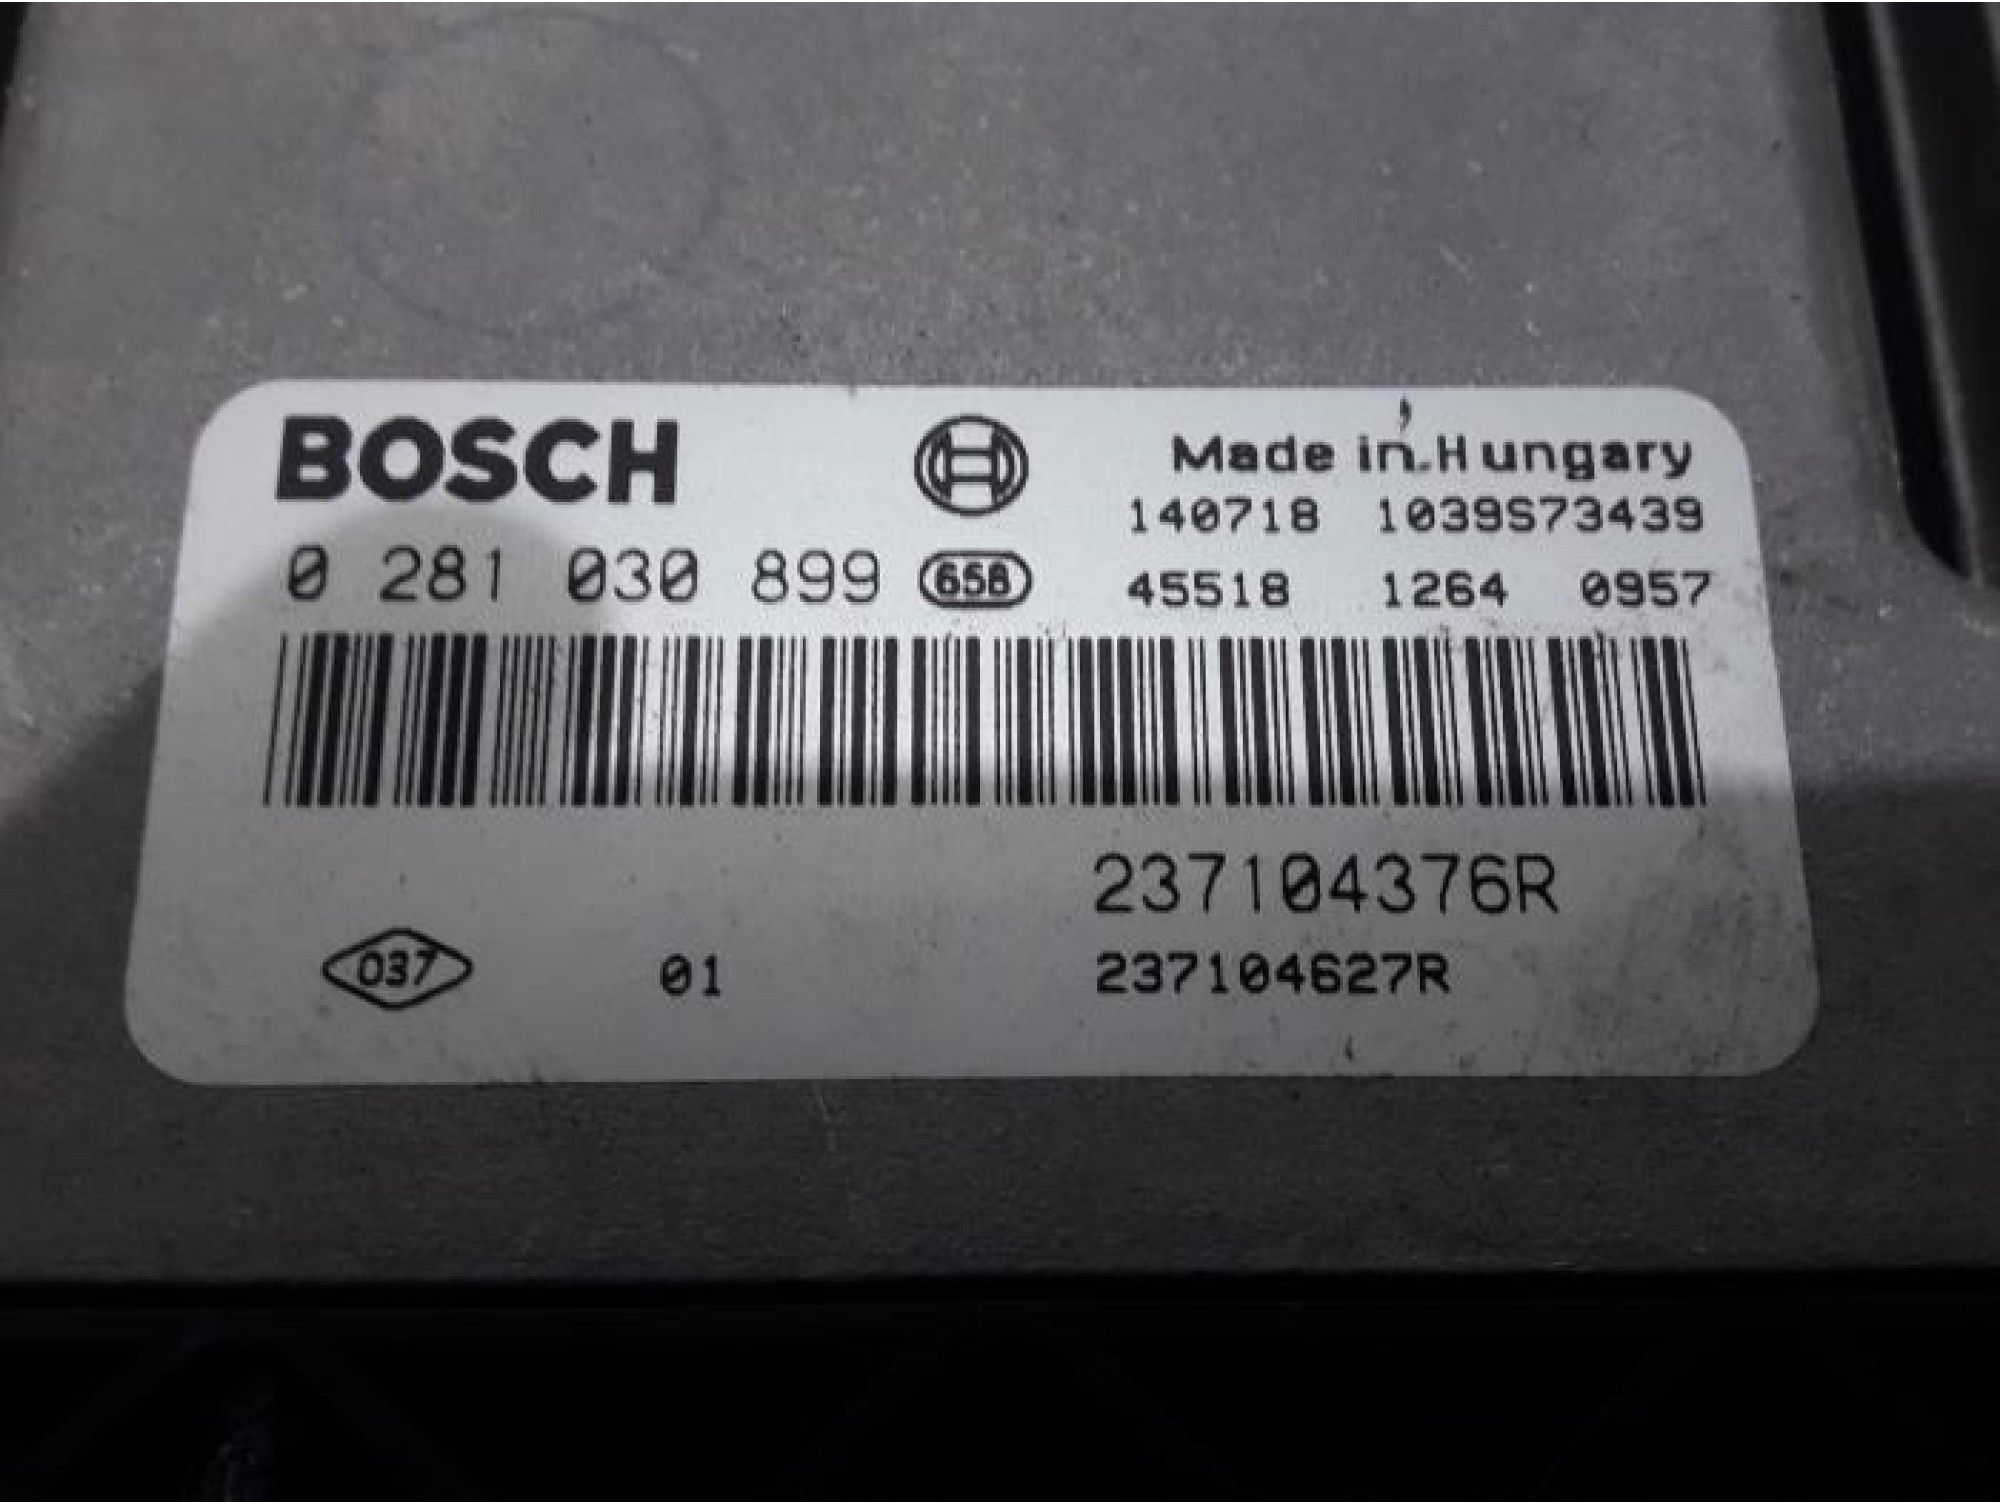 BOSCH
Made in Hungary
140718 1039S73439
0 281 030 899 658 45518 1264 0957
237104376R
037 01 237104627R